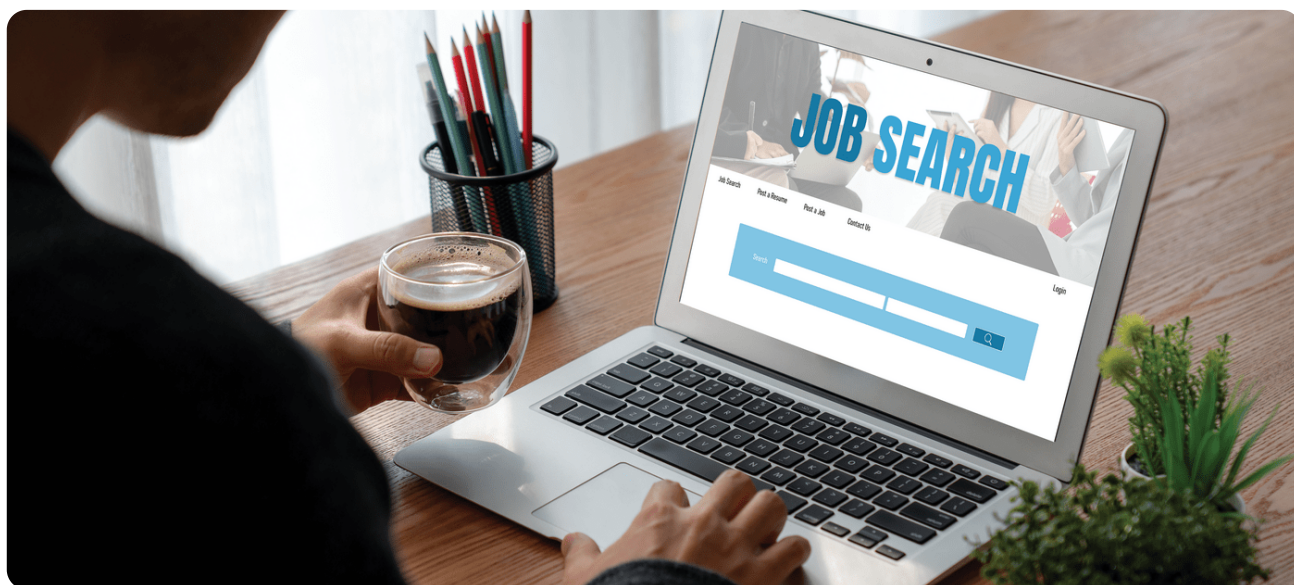 JOB SEARCH
Job Search
Post a Resume
Post a Job
Contact Us
Login
Search